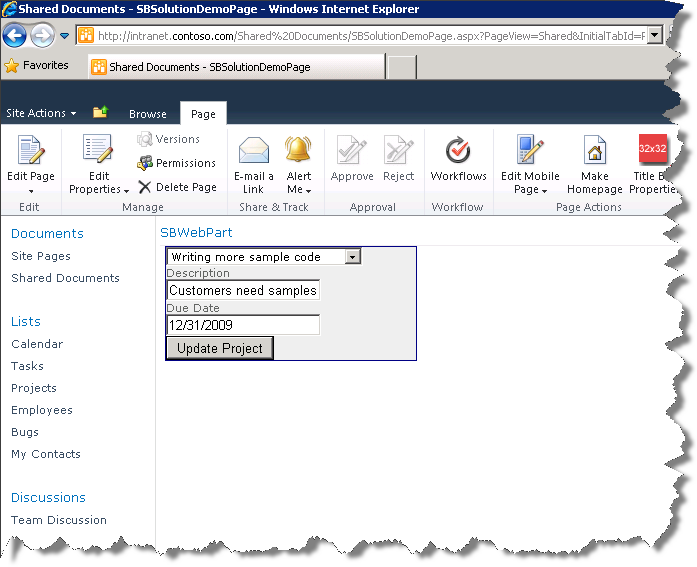 Shared Documents - SBSolutionDemoPage - Windows Internet Explorer
http://intranet.contoso.com/Shared%20Documents/SBSolutionDemoPage.aspx?PageView=Shared&InitialTabId=
Favorites Shared Documents - SBSolutionDemoPage
Site Actions Browse Page
Edit Page
Edit Properties
Versions
Permissions
Delete Page
E-mail a Link
Alert Me
Approve
Reject
Workflows
Edit Mobile Page
Make Homepage
32x32
Title
Edit Manage Share & Track Approval Workflow Page Actions
Documents
Site Pages
Shared Documents
Lists
Calendar
Tasks
Projects
Employees
Bugs
My Contacts
Discussions
Team Discussion
SBWebPart
Writing more sample code
Description
Customers need samples
Due Date
12/31/2009
Update Project